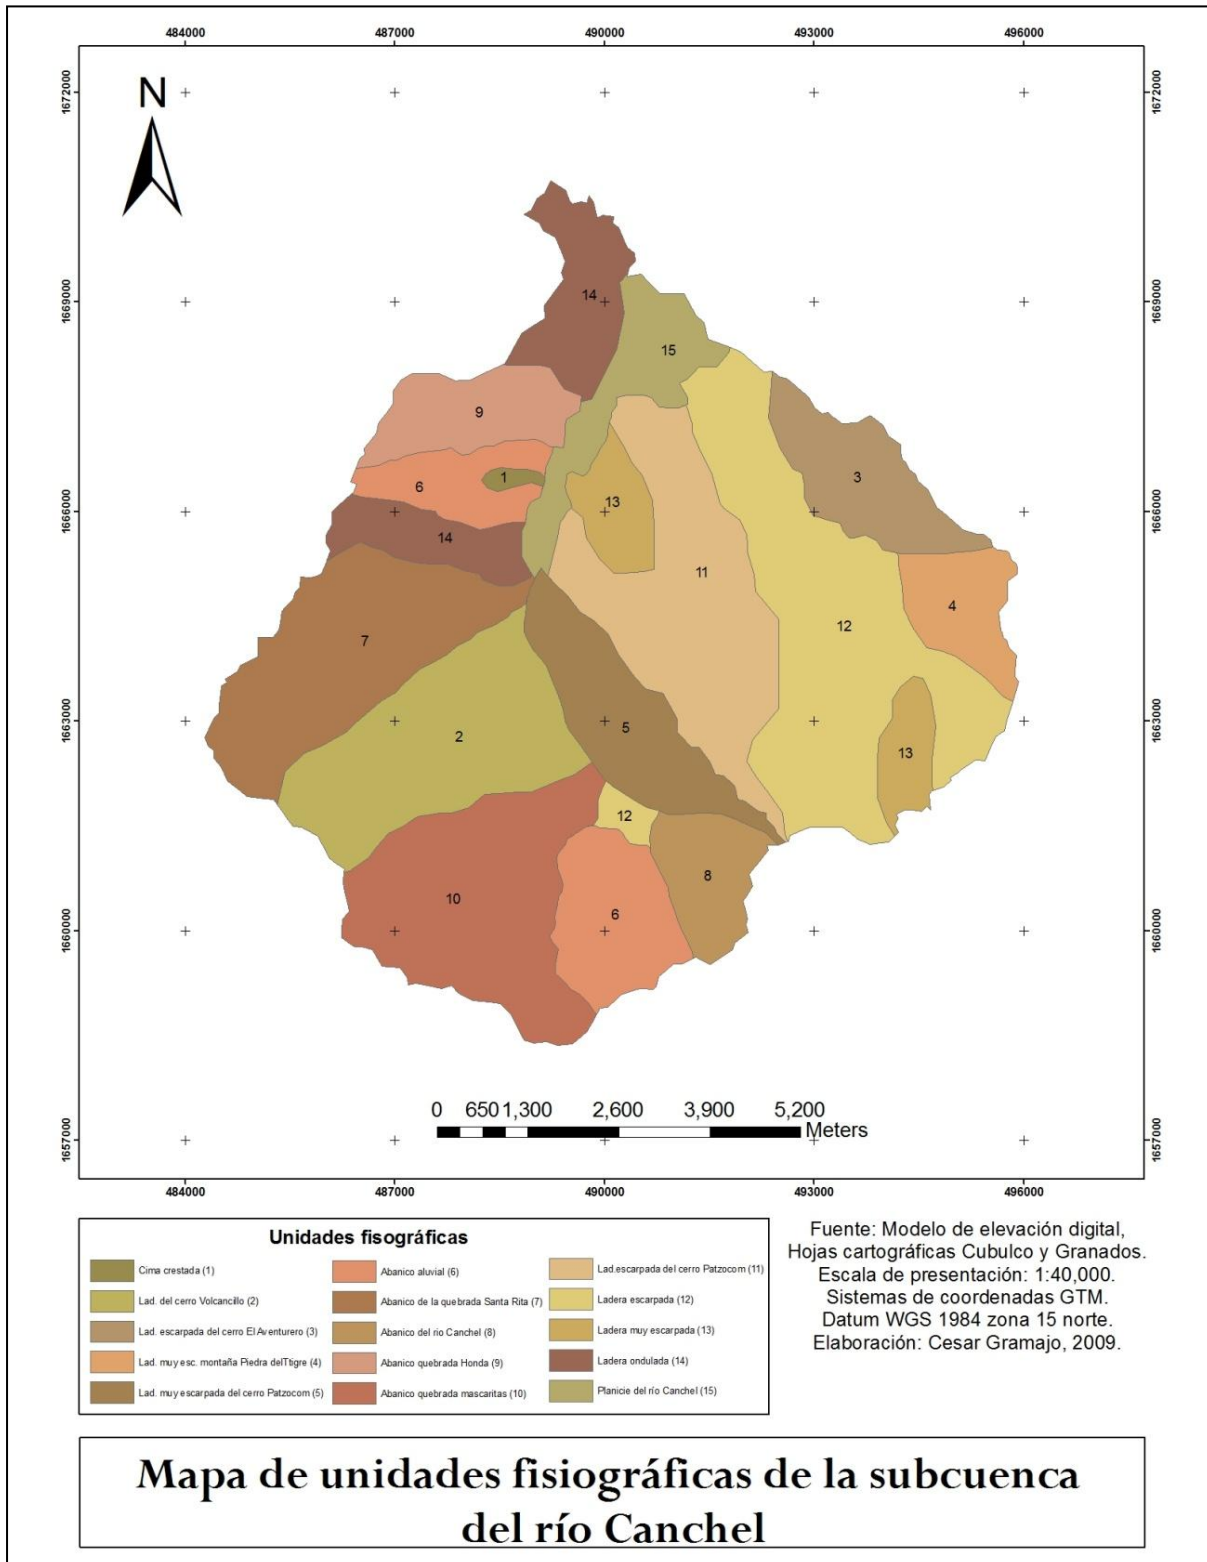 484000 487000 490000 493000 496000
1672000 1672000
N
1669000 1669000
14
15
9
3
1
6
1666000 1666000
13
14
11
4
12
7
1663000 1663000
5
2
13
12
8
10
6
1660000 1660000
0 650 1,300 2,600 3,900 5,200
Meters
1657000 1657000
484000 487000 490000 493000 496000
Unidades fisográficas
Cima crestada (1)
Lad. del cerro Volcancillo (2)
Lad. escarpada del cerro El Aventurero (3)
Lad. muy esc. montaña Piedra delTtigre (4)
Lad. muy escarpada del cerro Patzocom (5)
Abanico aluvial (6)
Abanico de la quebrada Santa Rita (7)
Abanico del rio Canchel (8)
Abanico quebrada Honda (9)
Abanico quebrada mascaritas (10)
Lad.escarpada del cerro Patzocom (11)
Ladera escarpada (12)
Ladera muy escarpada (13)
Ladera ondulada (14)
Planicie del río Canchel (15)
Fuente: Modelo de elevación digital,
Hojas cartográficas Cubulco y Granados.
Escala de presentación: 1:40,000.
Sistemas de coordenadas GTM.
Datum WGS 1984 zona 15 norte.
Elaboración: Cesar Gramajo, 2009.
Mapa de unidades fisiográficas de la subcuenca
del río Canchel